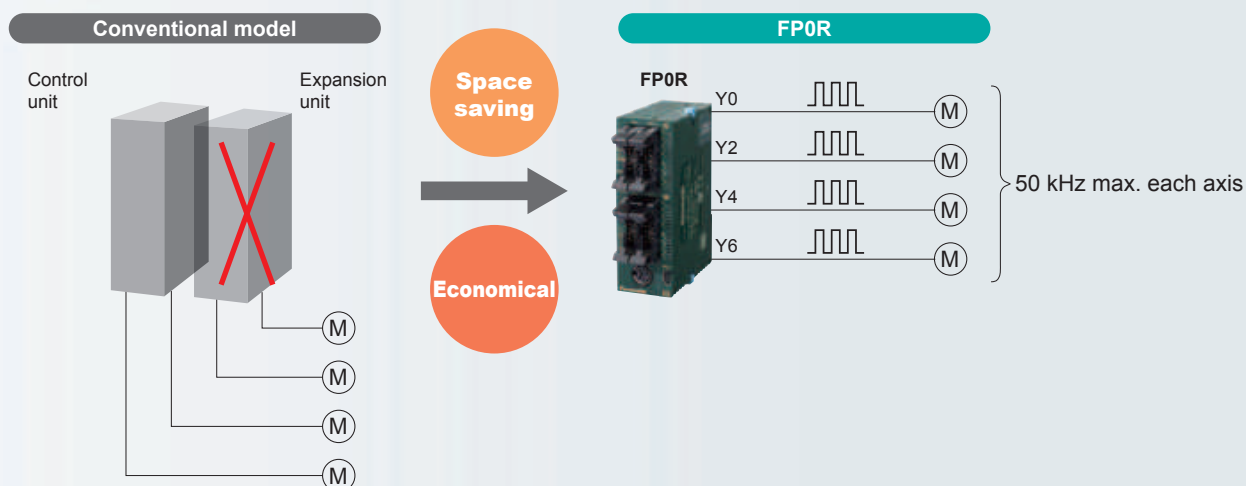 Conventional model
Control
unit
Expansion
unit
M
M
M
M
Space
saving
Economical
FP0R
FP0R
Y0
M
Y2
M
Y4
M
Y6
M
50 kHz max. each axis